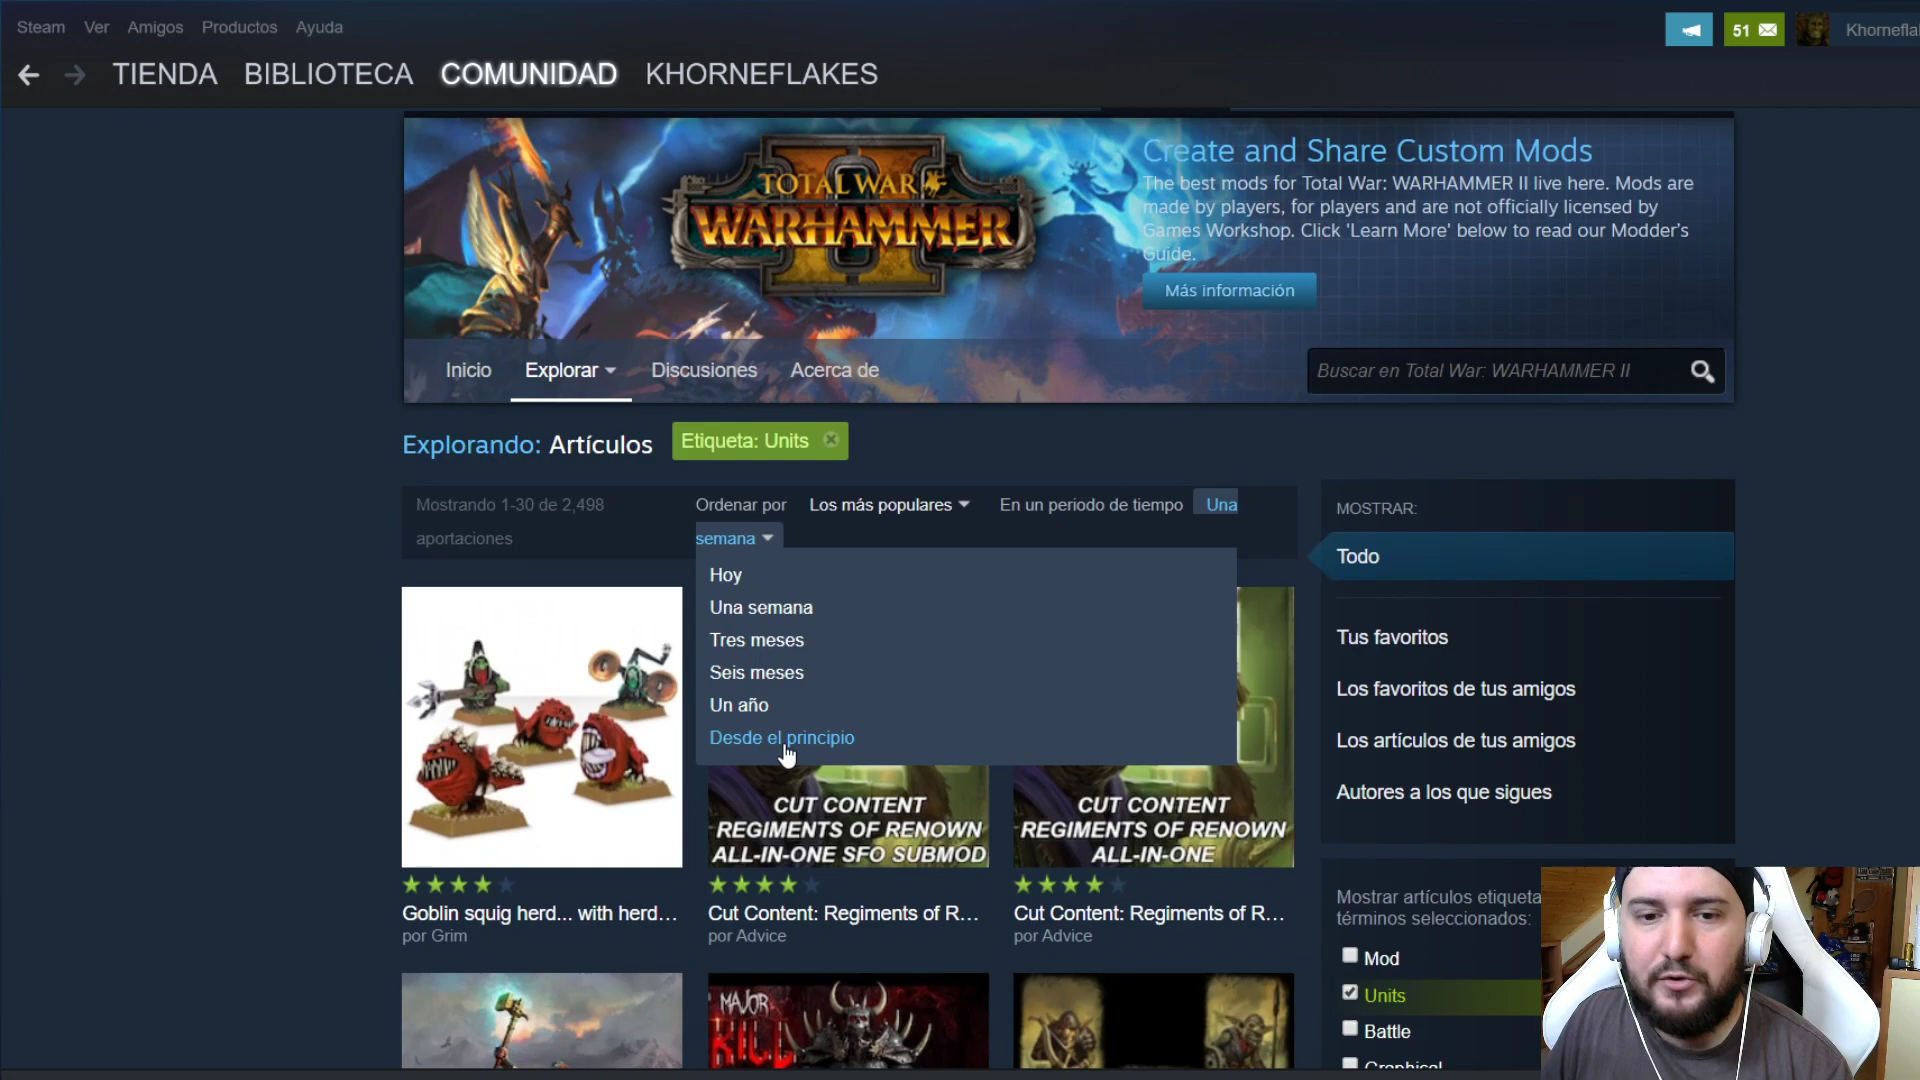 Steam Ver Amigos Productos Ayuda
51
TIENDA BIBLIOTECA COMUNIDAD KHORNEFLAKES
TOTAL WAR
WARHAMMER
II
Create and Share Custom Mods
The best mods for Total War: WARHAMMER II live here. Mods are
made by players, for players and are not officially licensed by
Games Workshop. Click 'Learn More' below to read our Modder's
Guide.
Más información
Inicio Explorar Discusiones Acerca de
Buscar en Total War: WARHAMMER II
Explorando: Artículos Etiqueta: Units
Mostrando 1-30 de 2,498
aportaciones
Ordenar por Los más populares En un periodo de tiempo Una
semana
Hoy
Una semana
Tres meses
Seis meses
Un año
Desde el principio
CUT CONTENT
REGIMENTS OF RENOWN
ALL-IN-ONE SFO SUBMOD
CUT CONTENT
REGIMENTS OF RENOWN
ALL-IN-ONE
Goblin squig herd... with herd...
por Grim
Cut Content: Regiments of R...
por Advice
Cut Content: Regiments of R...
por Advice
MAJOR
KILL
MOSTRAR:
Todo
Tus favoritos
Los favoritos de tus amigos
Los artículos de tus amigos
Autores a los que sigues
Mostrar artículos etiqueta
términos seleccionados:
Mod
Units
Battle
Graphical